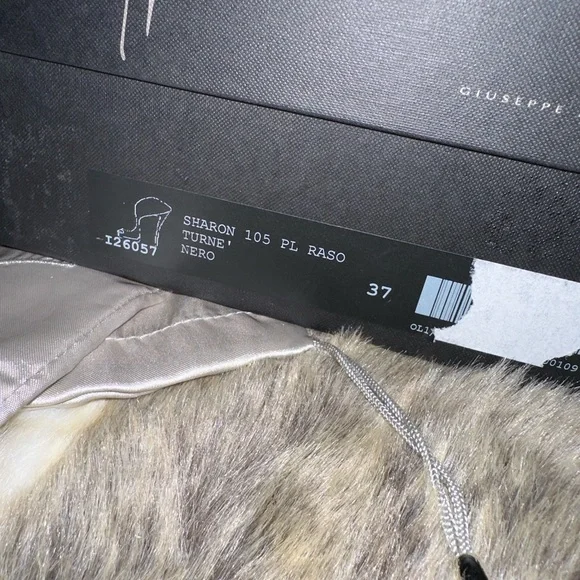 GIUSEPPE
SHARON 105 PL RASO
TURNE'
NERO
I26057
37